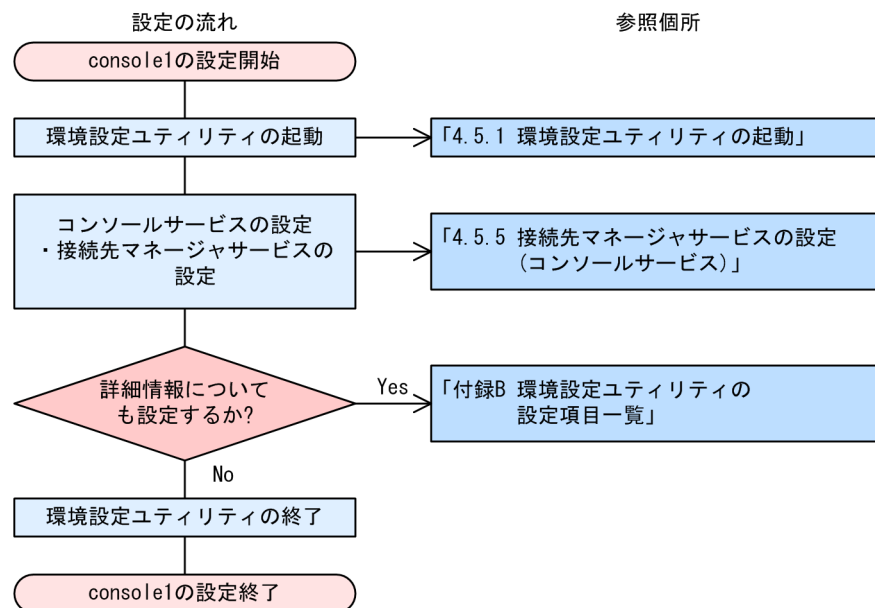 設定の流れ
参照個所
console1の設定開始
環境設定ユティリティの起動
「4.5.1 環境設定ユティリティの起動」
コンソールサービスの設定
・接続先マネージャサービスの
設定
「4.5.5 接続先マネージャサービスの設定
(コンソールサービス)」
詳細情報について
も設定するか?
Yes
「付録B 環境設定ユティリティの
設定項目一覧」
No
環境設定ユティリティの終了
console1の設定終了